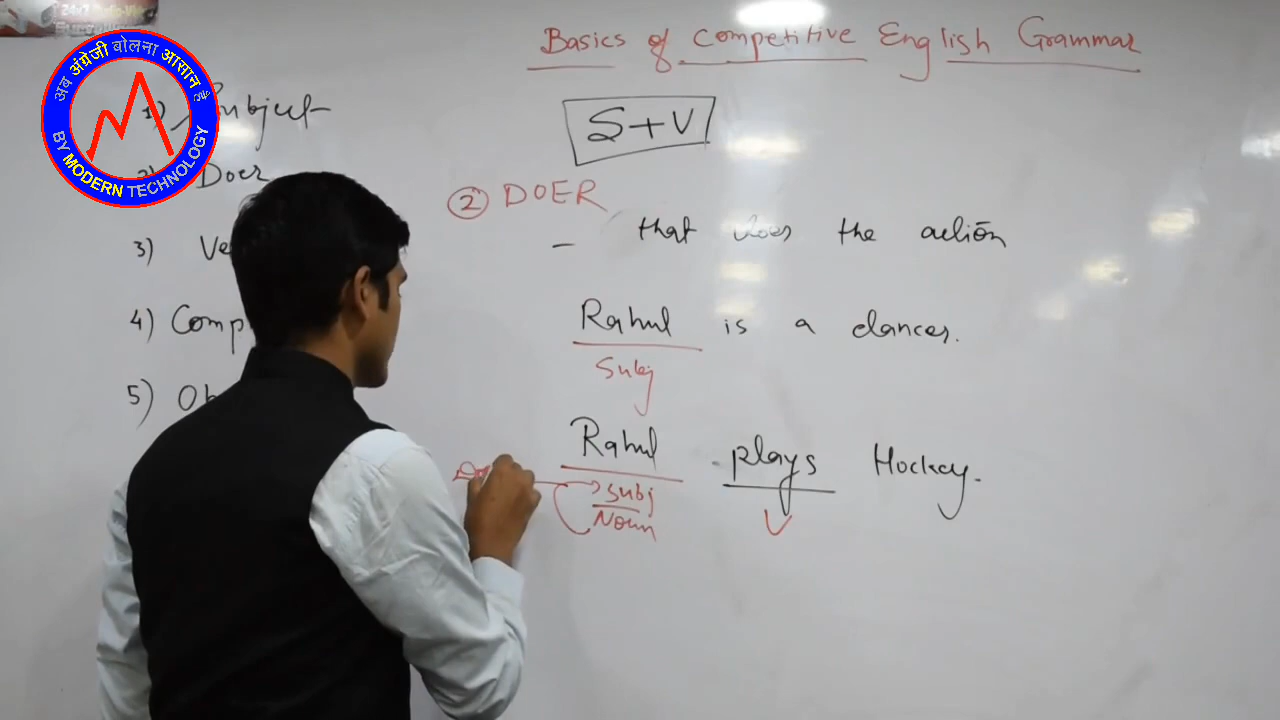 24x7
अब अंग्रेजी बोलना आसान है
BY MODERN TECHNOLOGY
Basics of Competitive English Grammar
S+V
1) Subject
Doer
3) Ve
4) Comp
5) Ob
2 DOER
- that does the action
Rahul is a dancer.
Subj
Rahul plays Hockey.
Subj V
Noun